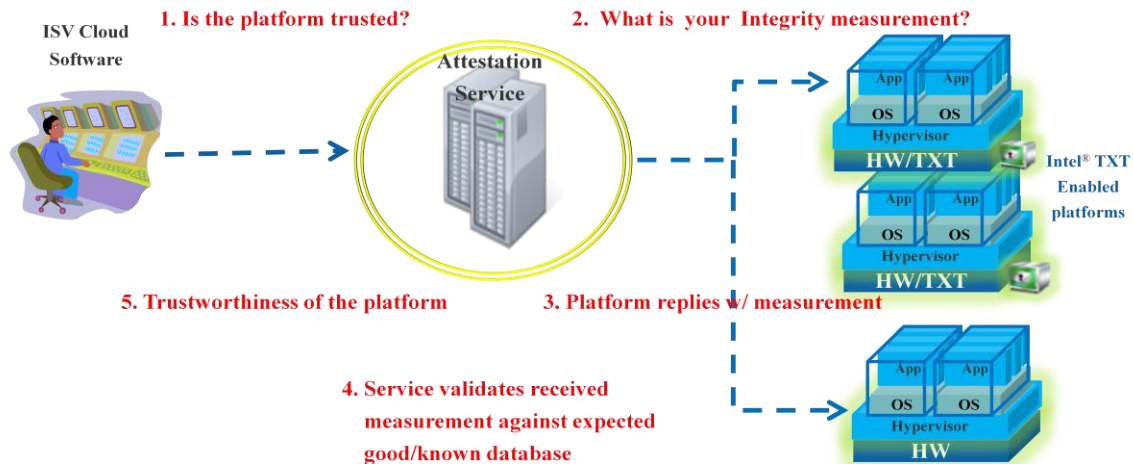 1. Is the platform trusted?
2. What is your Integrity measurement?
ISV Cloud
Software
Attestation
Service
App
App
OS
OS
Hypervisor
HW/TXT
Intel® TXT
Enabled
platforms
App
App
OS
OS
Hypervisor
HW/TXT
5. Trustworthiness of the platform
3. Platform replies w/ measurement
App
App
OS
OS
Hypervisor
HW
4. Service validates received
measurement against expected
good/known database